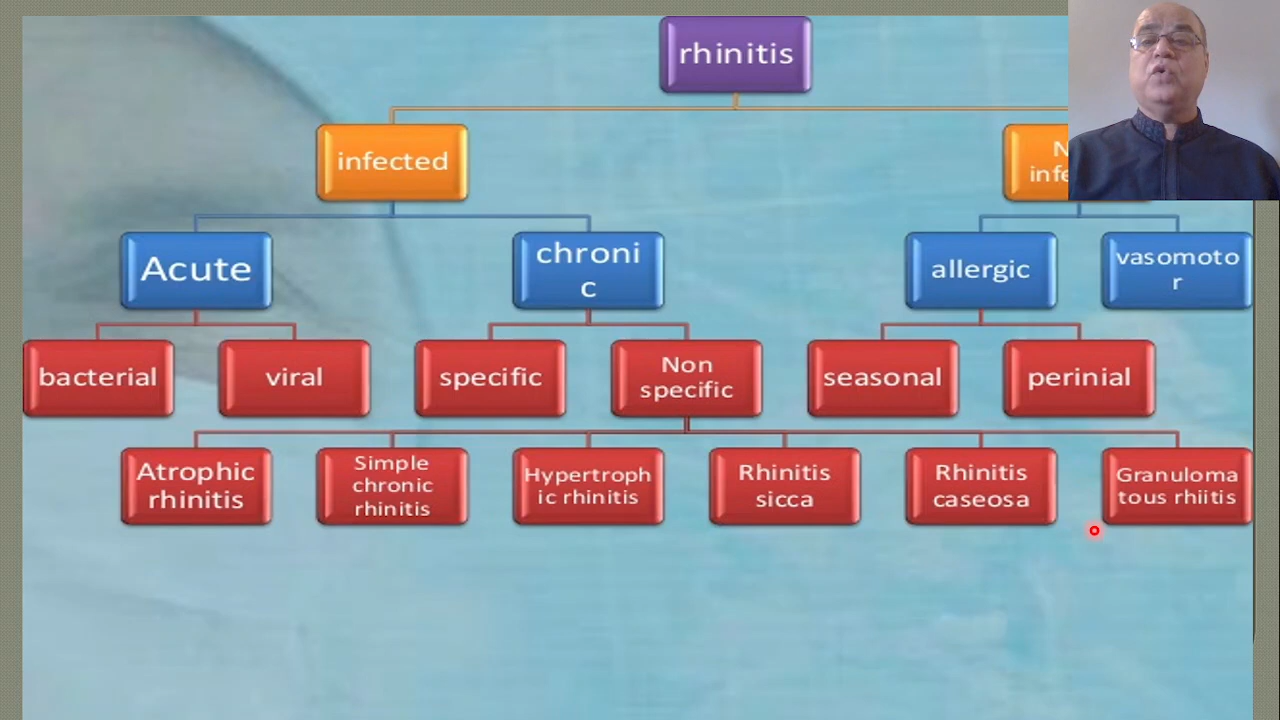 rhinitis
infected
Acute
chroni
c
allergic
vasomoto
r
bacterial
viral
specific
Non
specific
seasonal
perinial
Atrophic
rhinitis
Simple
chronic
rhinitis
Hypertroph
ic rhinitis
Rhinitis
sicca
Rhinitis
caseosa
Granuloma
tous rhiitis